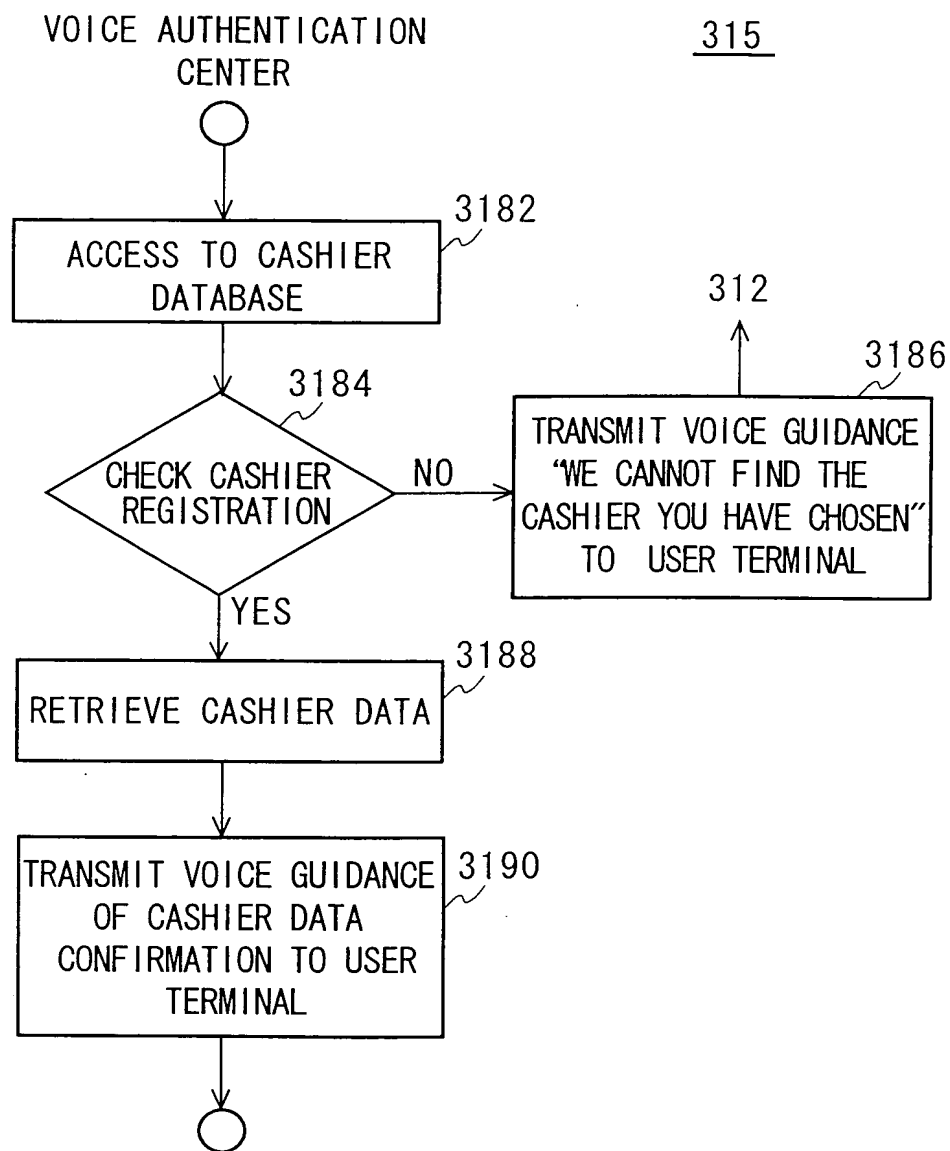 VOICE AUTHENTICATION
CENTER
315
3182
ACCESS TO CASHIER
DATABASE
312
3184
3186
CHECK CASHIER
REGISTRATION
NO
TRANSMIT VOICE GUIDANCE
"WE CANNOT FIND THE
CASHIER YOU HAVE CHOSEN"
TO USER TERMINAL
YES
3188
RETRIEVE CASHIER DATA
3190
TRANSMIT VOICE GUIDANCE
OF CASHIER DATA
CONFIRMATION TO USER
TERMINAL